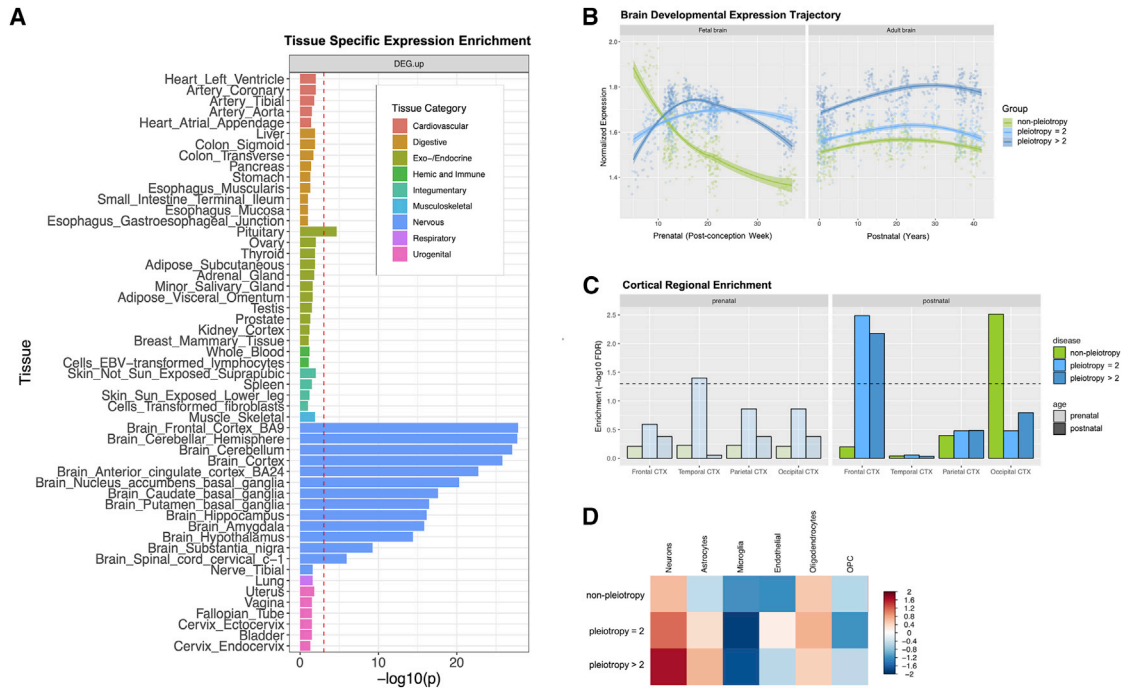 A
Tissue Specific Expression Enrichment
DEG.up
Heart_Left_Ventricle
Artery_Coronary
Artery_Tibial
Artery_Aorta
Heart_Atrial_Appendage
Liver
Colon_Sigmoid
Colon_Transverse
Pancreas
Stomach
Esophagus_Muscularis
Small_Intestine_Terminal_Ileum
Esophagus_Mucosa
Esophagus_Gastroesophageal_Junction
Pituitary
Ovary
Thyroid
Adipose_Subcutaneous
Adrenal_Gland
Minor_Salivary_Gland
Adipose_Visceral_Omentum
Testis
Prostate
Kidney_Cortex
Breast_Mammary_Tissue
Whole_Blood
Cells_EBV-transformed_lymphocytes
Skin_Not_Sun_Exposed_Suprapubic
Spleen
Skin_Sun_Exposed_Lower_leg
Cells_Transformed_fibroblasts
Muscle_Skeletal
Brain_Frontal_Cortex_BA9
Brain_Cerebellar_Hemisphere
Brain_Cerebellum
Brain_Cortex
Brain_Anterior_cingulate_cortex_BA24
Brain_Nucleus_accumbens_basal_ganglia
Brain_Caudate_basal_ganglia
Brain_Putamen_basal_ganglia
Brain_Hippocampus
Brain_Amygdala
Brain_Hypothalamus
Brain_Substantia_nigra
Brain_Spinal_cord_cervical_c-1
Nerve_Tibial
Lung
Uterus
Vagina
Fallopian_Tube
Cervix_Ectocervix
Bladder
Cervix_Endocervix
Tissue
0 10 20
−log10(p)
Tissue Category
Cardiovascular
Digestive
Exo-/Endocrine
Hemic and Immune
Integumentary
Musculoskeletal
Nervous
Respiratory
Urogenital
B
Brain Developmental Expression Trajectory
Fetal brain Adult brain
2.0
1.8
1.6
1.4
Normalized Expression
10 20 30 0 10 20 30 40
Prenatal (Post-conception Week) Postnatal (Years)
Group
non-pleiotropy
pleiotropy = 2
pleiotropy > 2
C
Cortical Regional Enrichment
prenatal postnatal
2.5
2.0
1.5
1.0
0.5
0.0
Enrichment (−log10 FDR)
Frontal CTX Temporal CTX Parietal CTX Occipital CTX Frontal CTX Temporal CTX Parietal CTX Occipital CTX
disease
non-pleiotropy
pleiotropy = 2
pleiotropy > 2
age
prenatal
postnatal
D
Neurons Astrocytes Microglia Endothelial Oligodendrocytes OPC
non-pleiotropy
pleiotropy = 2
pleiotropy > 2
2
1.6
1.2
0.8
0.4
0
−0.4
−0.8
−1.2
−1.6
−2